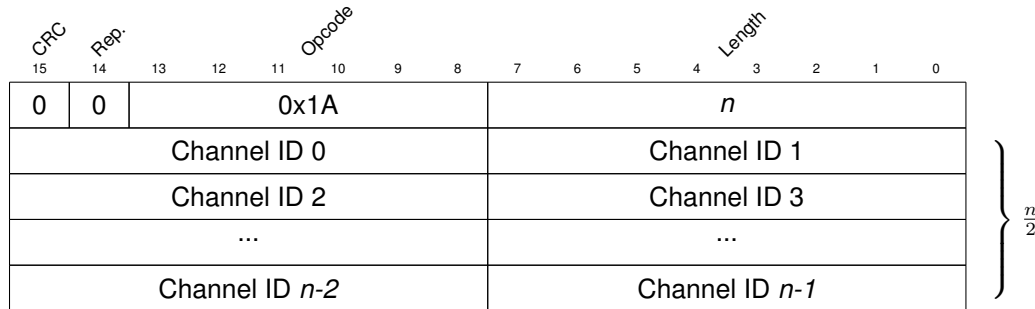 CRC Rep. Opcode Length
15 14 13 12 11 10 9 8 7 6 5 4 3 2 1 0
0 0 0x1A n
Channel ID 0 Channel ID 1
Channel ID 2 Channel ID 3
... ...
Channel ID n-2 Channel ID n-1
n
2